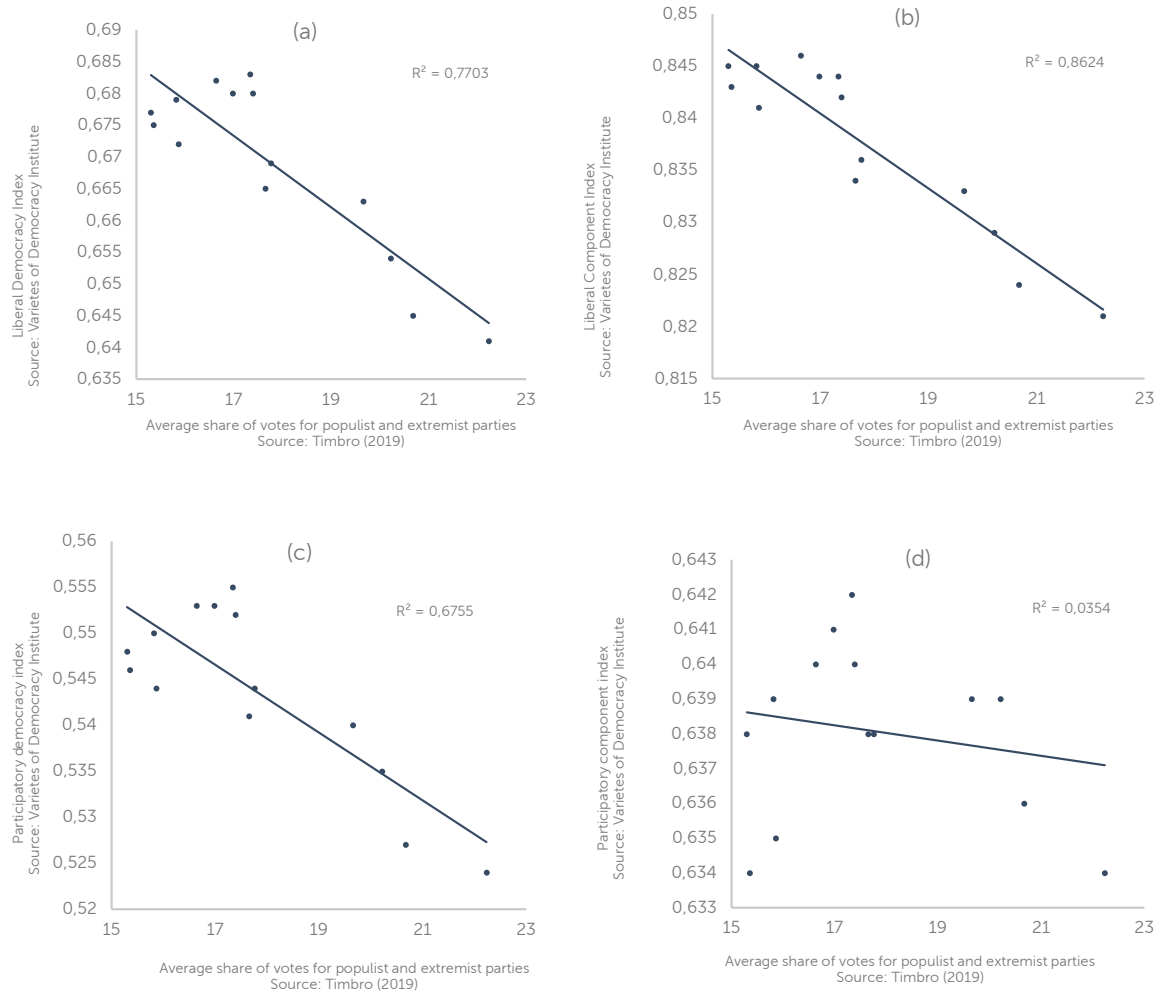 (a)
0,69
0,685
0,68
0,675
0,67
0,665
0,66
0,655
0,65
0,645
0,64
0,635
R² = 0,7703
Liberal Democracy Index
Source: Varietes of Democracy Institute
15 17 19 21 23
Average share of votes for populist and extremist parties
Source: Timbro (2019)
(b)
0,85
0,845
0,84
0,835
0,83
0,825
0,82
0,815
R² = 0,8624
Liberal Component Index
Source: Varietes of Democracy Institute
15 17 19 21 23
Average share of votes for populist and extremist parties
Source: Timbro (2019)
(c)
0,56
0,555
0,55
0,545
0,54
0,535
0,53
0,525
0,52
R² = 0,6755
Participatory democracy index
Source: Varietes of Democracy Institute
15 17 19 21 23
Average share of votes for populist and extremist parties
Source: Timbro (2019)
(d)
0,643
0,642
0,641
0,64
0,639
0,638
0,637
0,636
0,635
0,634
0,633
R² = 0,0354
Participatory component index
Source: Varietes of Democracy Institute
15 17 19 21 23
Average share of votes for populist and extremist parties
Source: Timbro (2019)